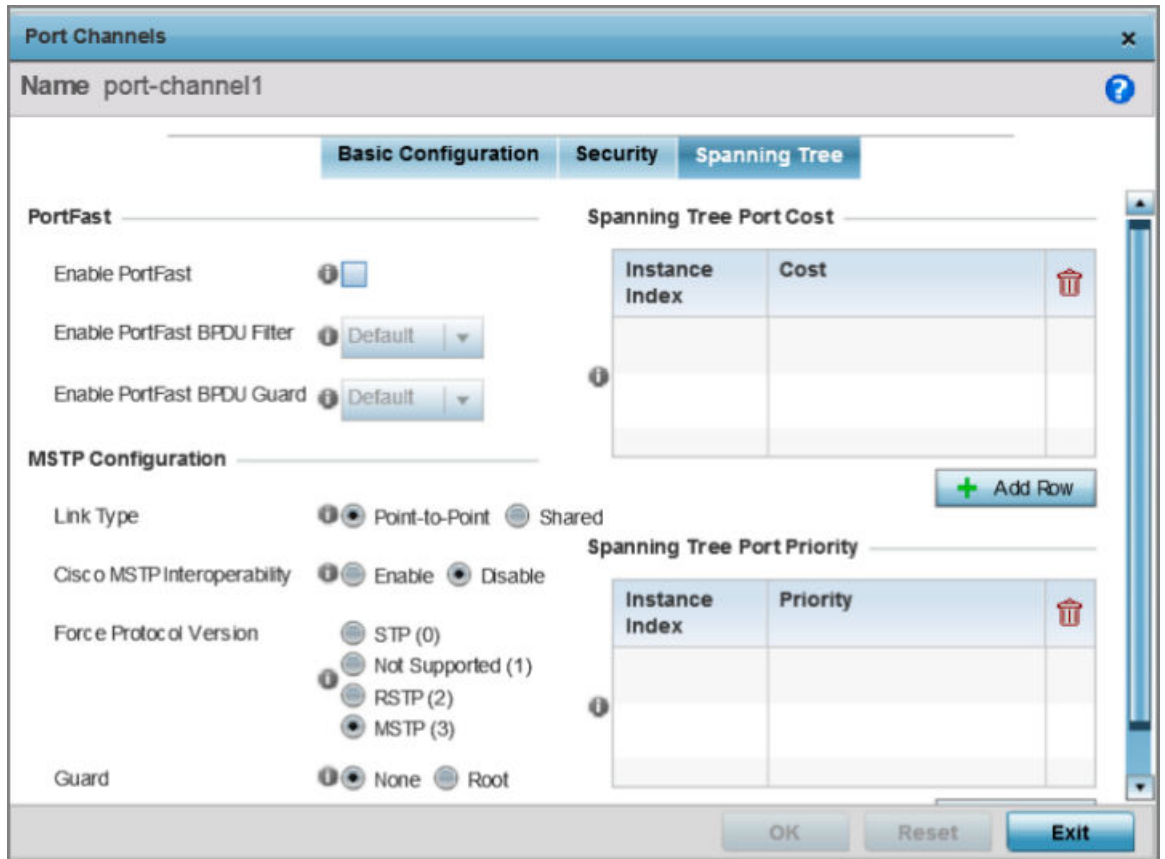 Port Channels
Name port-channel1
Basic Configuration Security Spanning Tree
PortFast
Enable PortFast
Enable PortFast BPDU Filter Default
Enable PortFast BPDU Guard Default
MSTP Configuration
Link Type Point-to-Point Shared
Cisco MSTP Interoperability Enable Disable
Force Protocol Version STP (0)
Not Supported (1)
RSTP (2)
MSTP (3)
Guard None Root
Spanning Tree Port Cost
Instance Index Cost
Add Row
Spanning Tree Port Priority
Instance Index Priority
OK Reset Exit